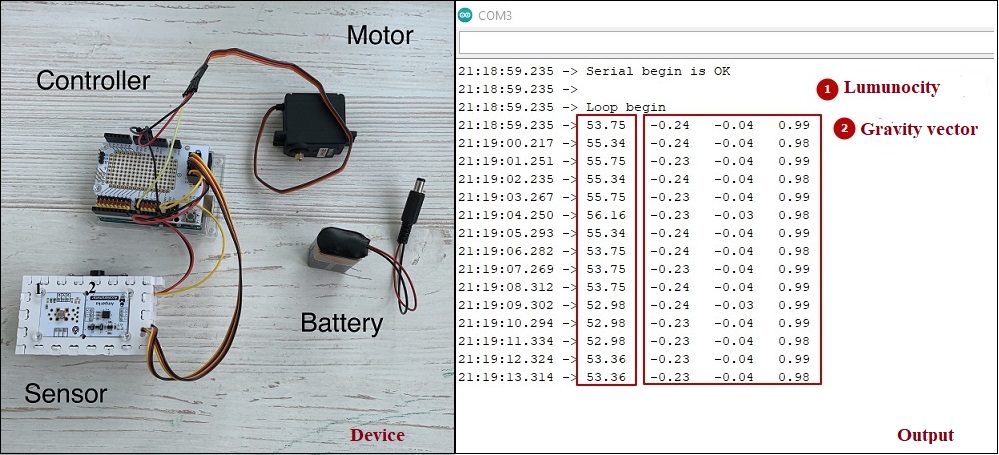 Motor
Controller
Battery
Sensor
Device
1
2
COM3
21:18:59.235 -> Serial begin is OK
21:18:59.235 ->
21:18:59.235 -> Loop begin
21:18:59.235 -> 53.75 -0.24 -0.04 0.99
21:19:00.217 -> 55.34 -0.24 -0.04 0.98
21:19:01.251 -> 55.75 -0.23 -0.04 0.99
21:19:02.235 -> 55.34 -0.24 -0.04 0.98
21:19:03.267 -> 55.75 -0.23 -0.04 0.99
21:19:04.250 -> 56.16 -0.23 -0.03 0.98
21:19:05.293 -> 55.34 -0.24 -0.04 0.99
21:19:06.282 -> 53.75 -0.24 -0.04 0.98
21:19:07.269 -> 53.75 -0.23 -0.04 0.99
21:19:08.312 -> 53.75 -0.24 -0.04 0.99
21:19:09.302 -> 52.98 -0.24 -0.03 0.99
21:19:10.294 -> 52.98 -0.23 -0.04 0.99
21:19:11.334 -> 52.98 -0.23 -0.04 0.98
21:19:12.324 -> 53.36 -0.23 -0.04 0.99
21:19:13.314 -> 53.36 -0.23 -0.04 0.98
1 Lumunocity
2 Gravity vector
Output